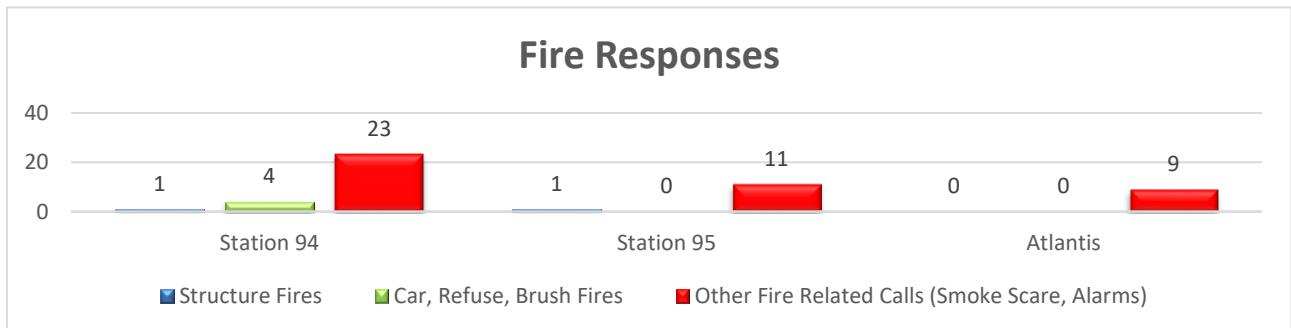 Fire Responses
40
20
0
1
4
23
1
0
11
0
0
9
Station 94
Station 95
Atlantis
Structure Fires
Car, Refuse, Brush Fires
Other Fire Related Calls (Smoke Scare, Alarms)